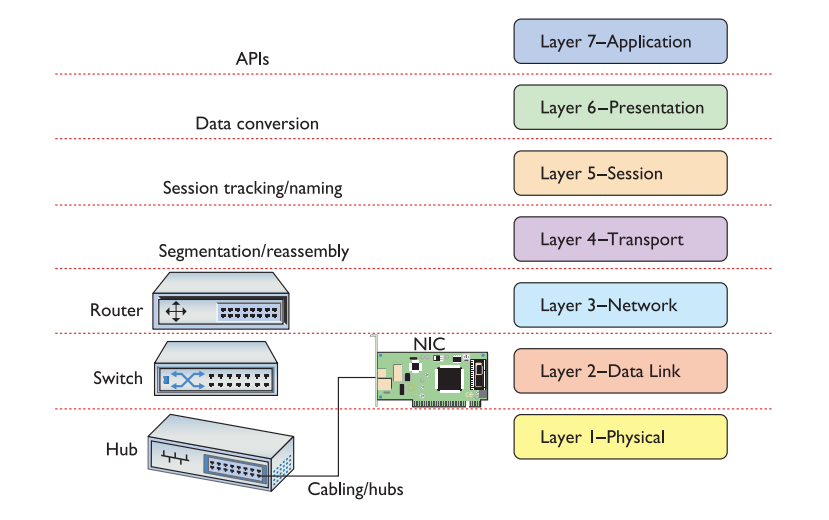 APIs
Layer 7–Application
Data conversion
Layer 6–Presentation
Session tracking/naming
Layer 5–Session
Segmentation/reassembly
Layer 4–Transport
Router
Layer 3–Network
NIC
Switch
Layer 2–Data Link
Hub
Layer 1–Physical
Cabling/hubs